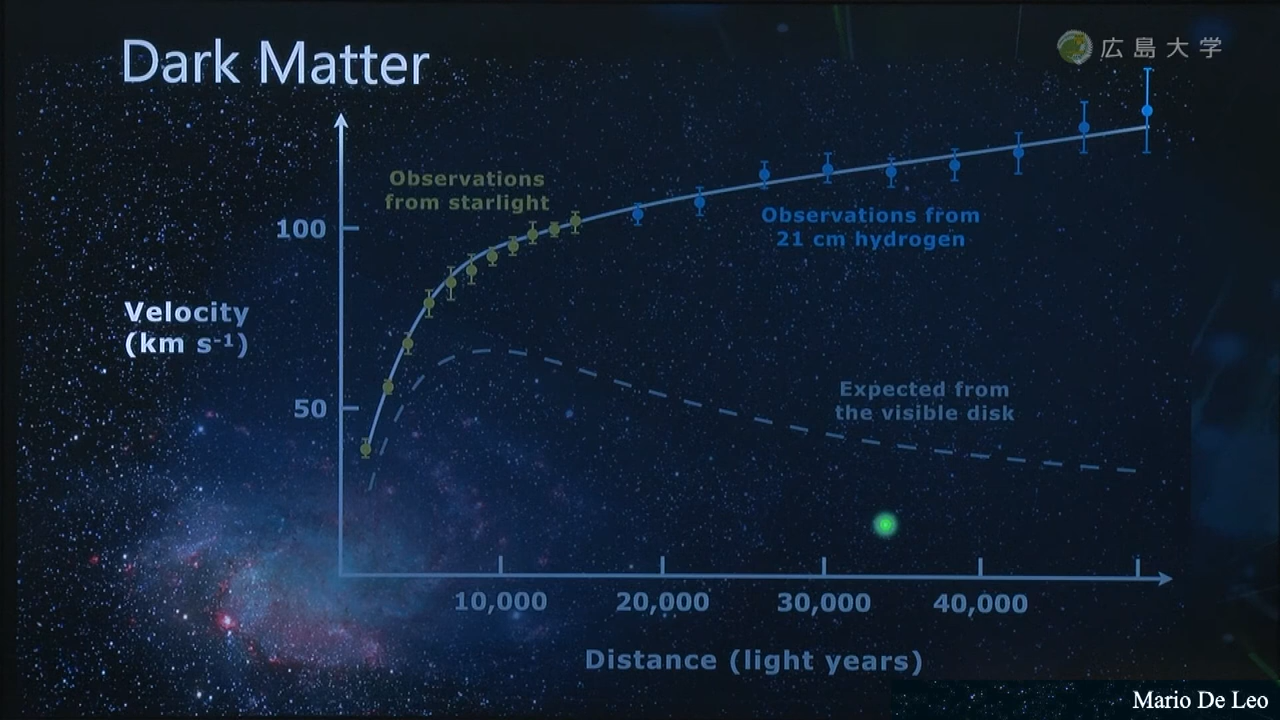 Dark Matter
広島大学
Observations
from starlight
100
Observations from
21 cm hydrogen
Velocity
(km s⁻¹)
50
Expected from
the visible disk
10,000
20,000
30,000
40,000
Distance (light years)
Mario De Leo